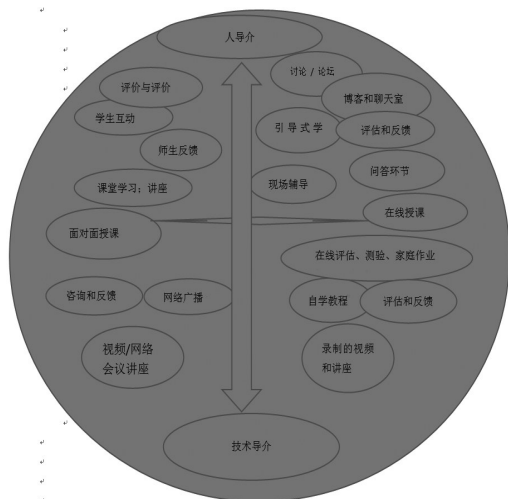 人导介
讨论 / 论坛
评价与评价
博客和聊天室
学生互动
引 导 式 学
评估和反馈
师生反馈
问答环节
课堂学习；讲座
现场辅导
在线授课
面对面授课
在线评估、测验、家庭作业
咨询和反馈
网络广播
自学教程
评估和反馈
视频/网络
会议讲座
录制的视频
和讲座
技术导介